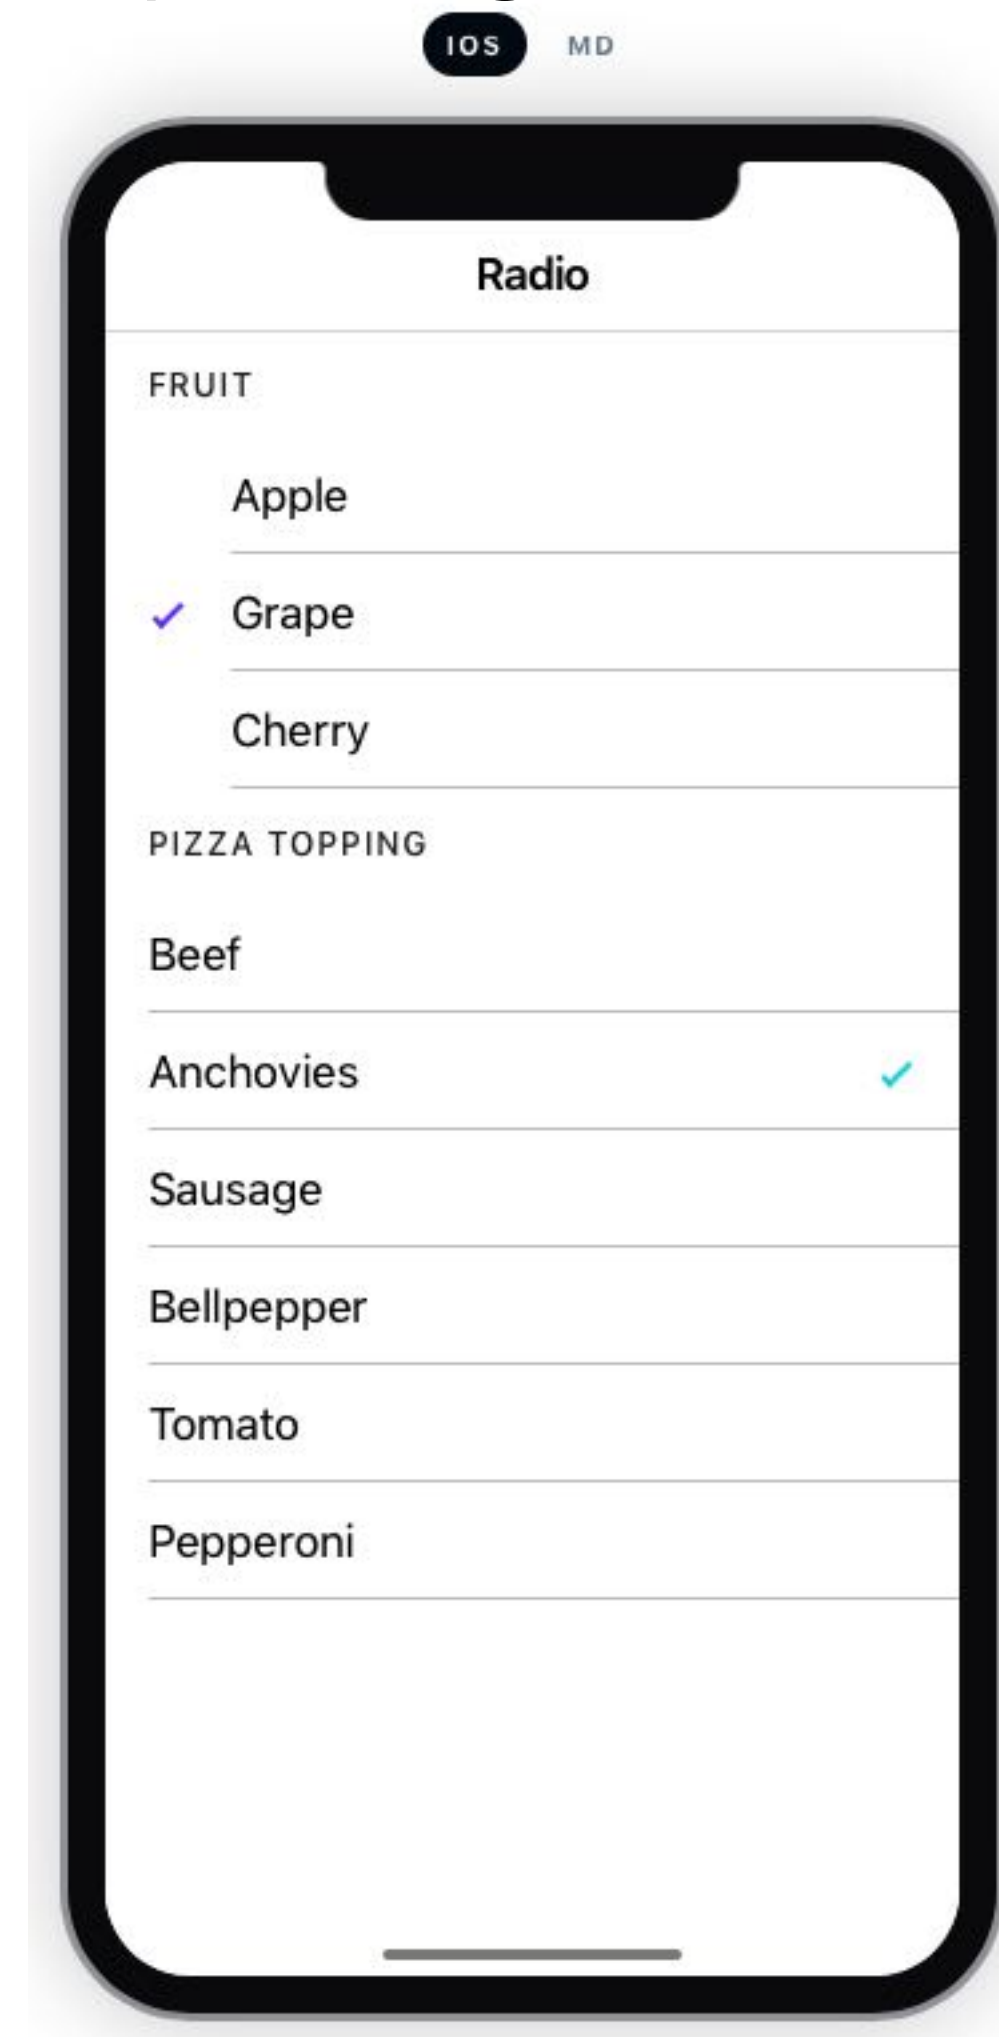 IOS MD
Radio
FRUIT
Apple
Grape
Cherry
PIZZA TOPPING
Beef
Anchovies
Sausage
Bellpepper
Tomato
Pepperoni